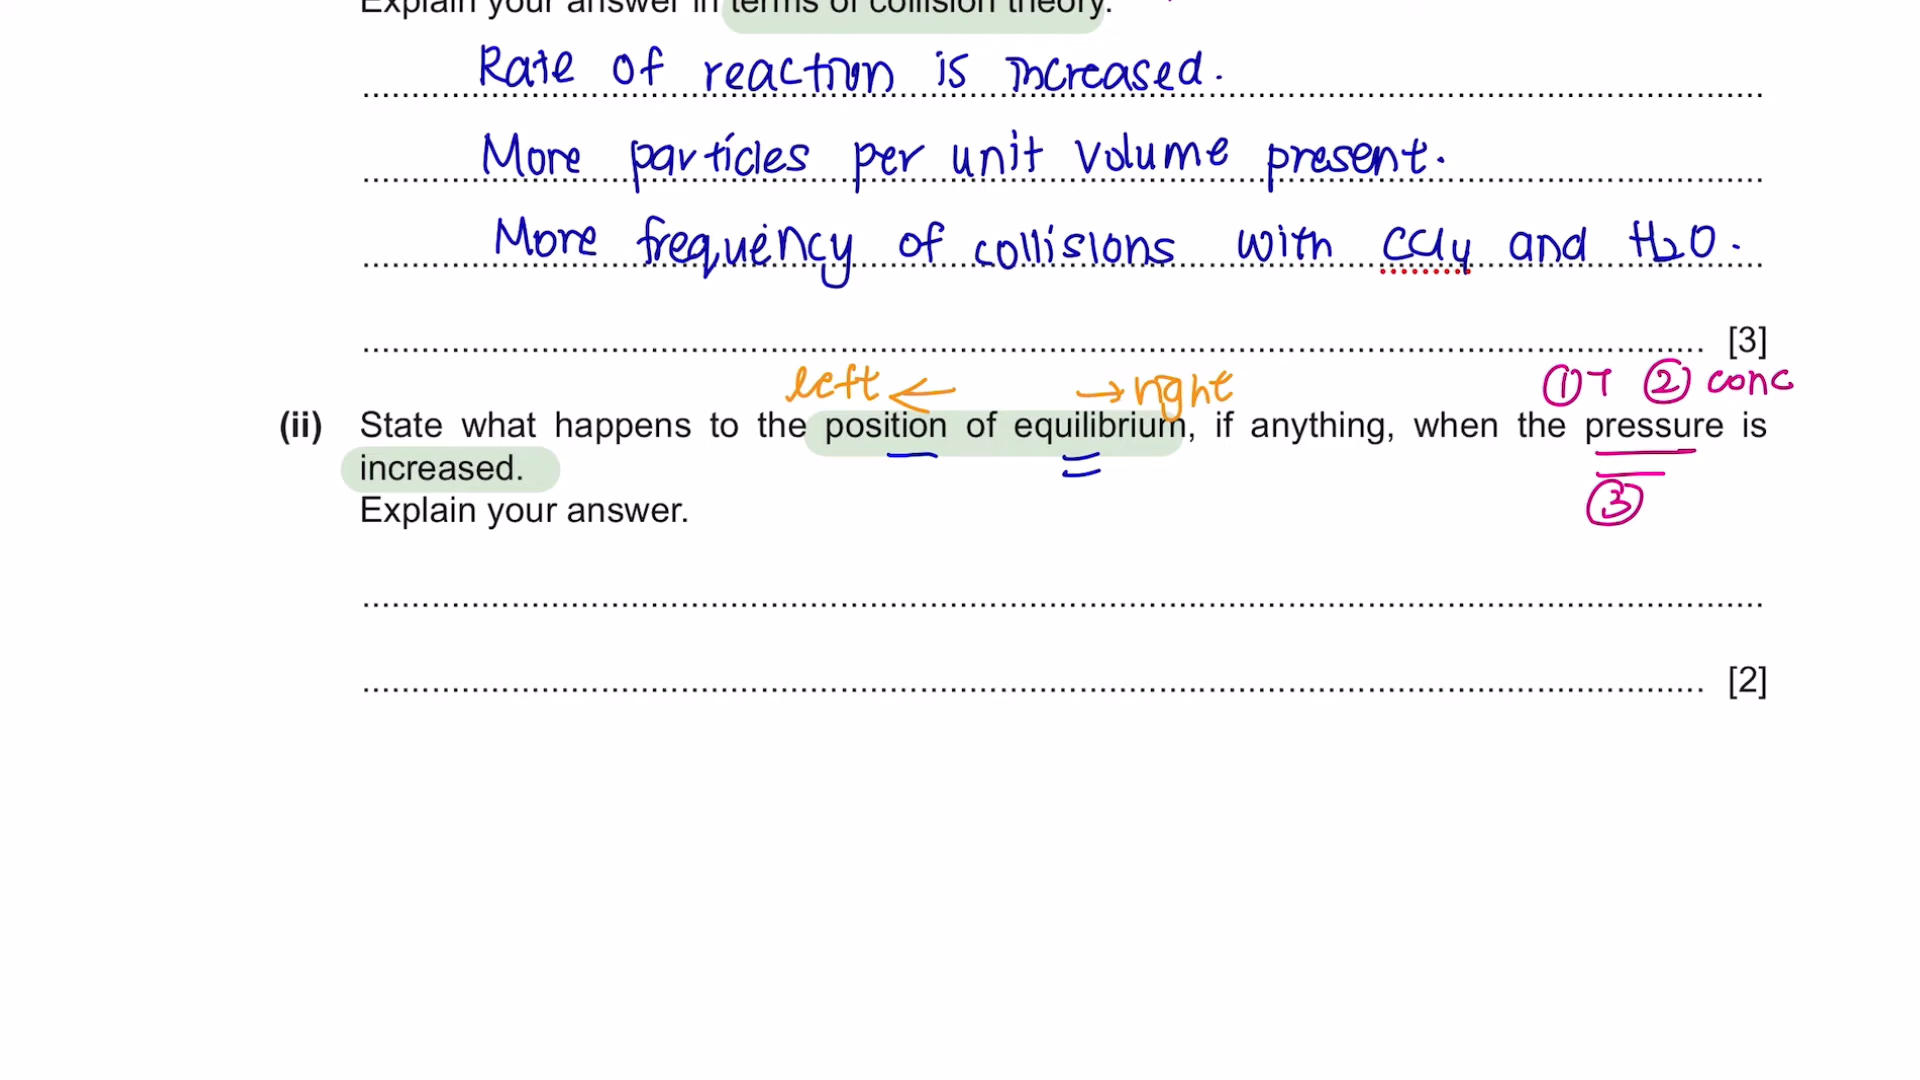 Explain your answer in terms of collision theory.
Rate of reaction is increased.
More particles per unit volume present.
More frequency of collisions with CCl4 and H2O.
[3]
left ← → right ① T ② conc
(ii) State what happens to the position of equilibrium, if anything, when the pressure is
increased.
③
Explain your answer.
[2]